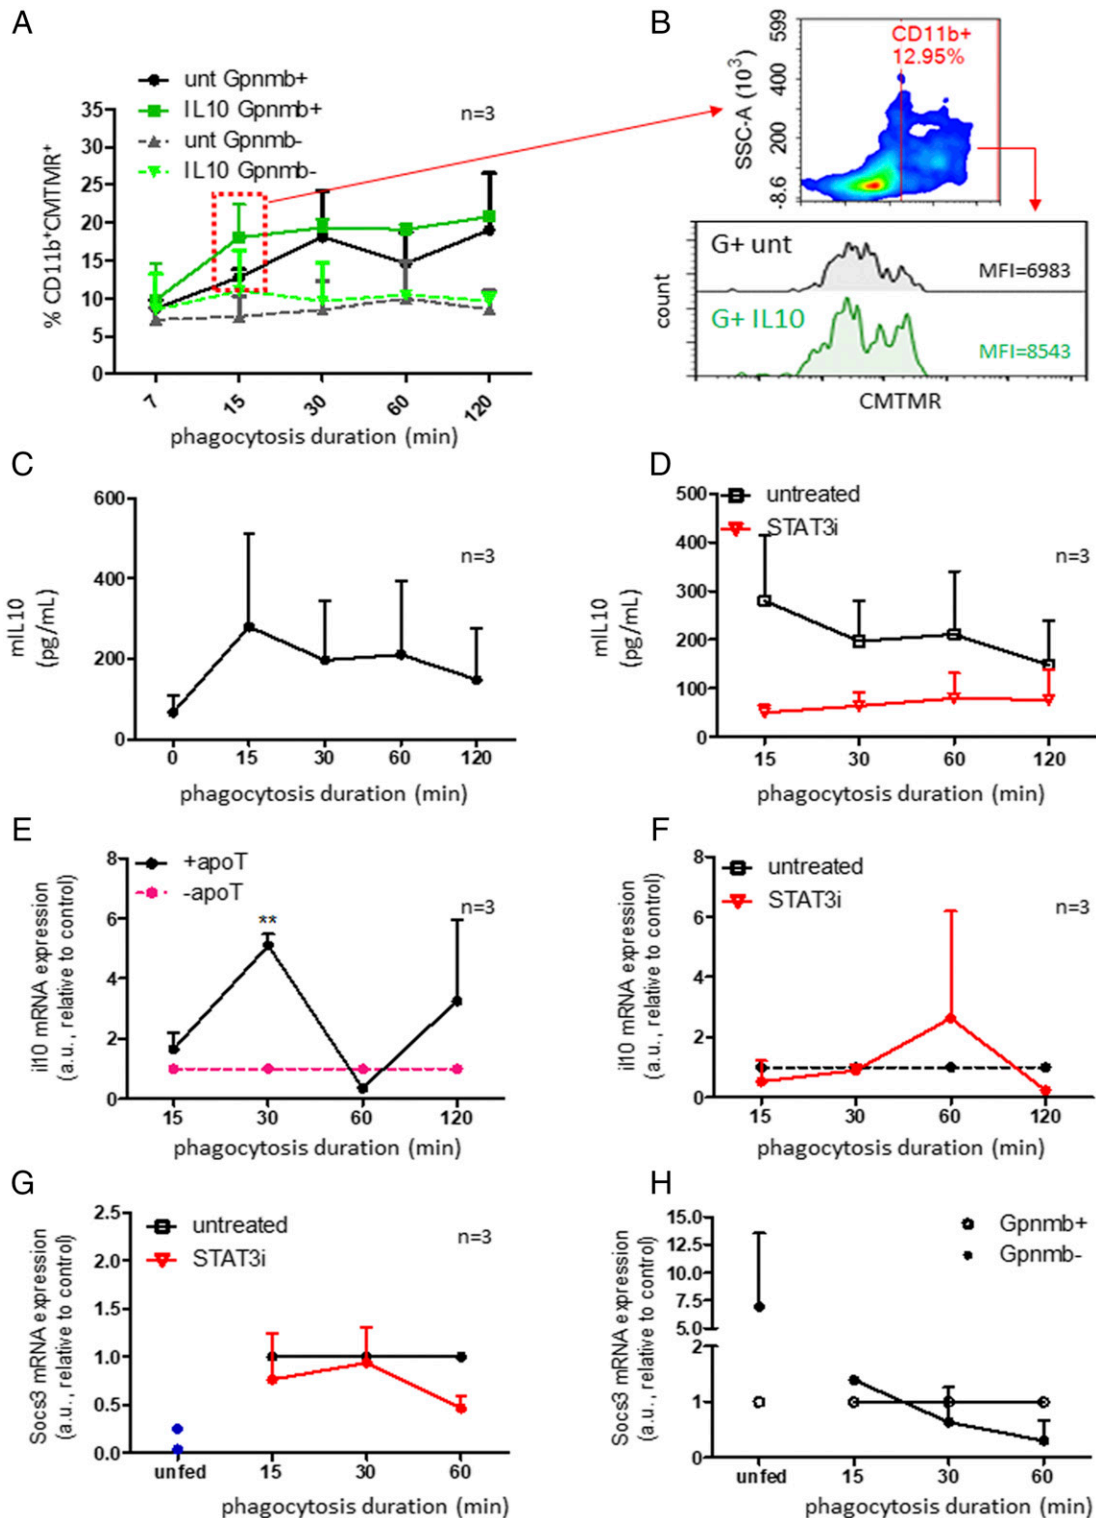 A
unt Gpnmb+
IL10 Gpnmb+
unt Gpnmb-
IL10 Gpnmb-
n=3
% CD11b+CMTMR+
35
30
25
20
15
10
5
0
7
15
30
60
120
phagocytosis duration (min)
B
CD11b+
12.95%
SSC-A (10³)
599
400
200
-8.6
G+ unt
MFI=6983
G+ IL10
MFI=8543
count
CMTMR
C
600
400
200
0
n=3
mIL10
(pg/mL)
0
15
30
60
120
phagocytosis duration (min)
D
untreated
STAT3i
n=3
500
400
300
200
100
0
mIL10
(pg/mL)
15
30
60
120
phagocytosis duration (min)
E
+apoT
-apoT
**
n=3
8
6
4
2
0
il10 mRNA expression
(a.u., relative to control)
15
30
60
120
phagocytosis duration (min)
F
untreated
STAT3i
n=3
8
6
4
2
0
il10 mRNA expression
(a.u., relative to control)
15
30
60
120
phagocytosis duration (min)
G
untreated
STAT3i
n=3
2.5
2.0
1.5
1.0
0.5
0.0
Socs3 mRNA expression
(a.u., relative to control)
unfed
15
30
60
phagocytosis duration (min)
H
Gpnmb+
Gpnmb-
15.0
12.5
10.0
7.5
5.0
2
1
0
Socs3 mRNA expression
(a.u., relative to control)
unfed
15
30
60
phagocytosis duration (min)